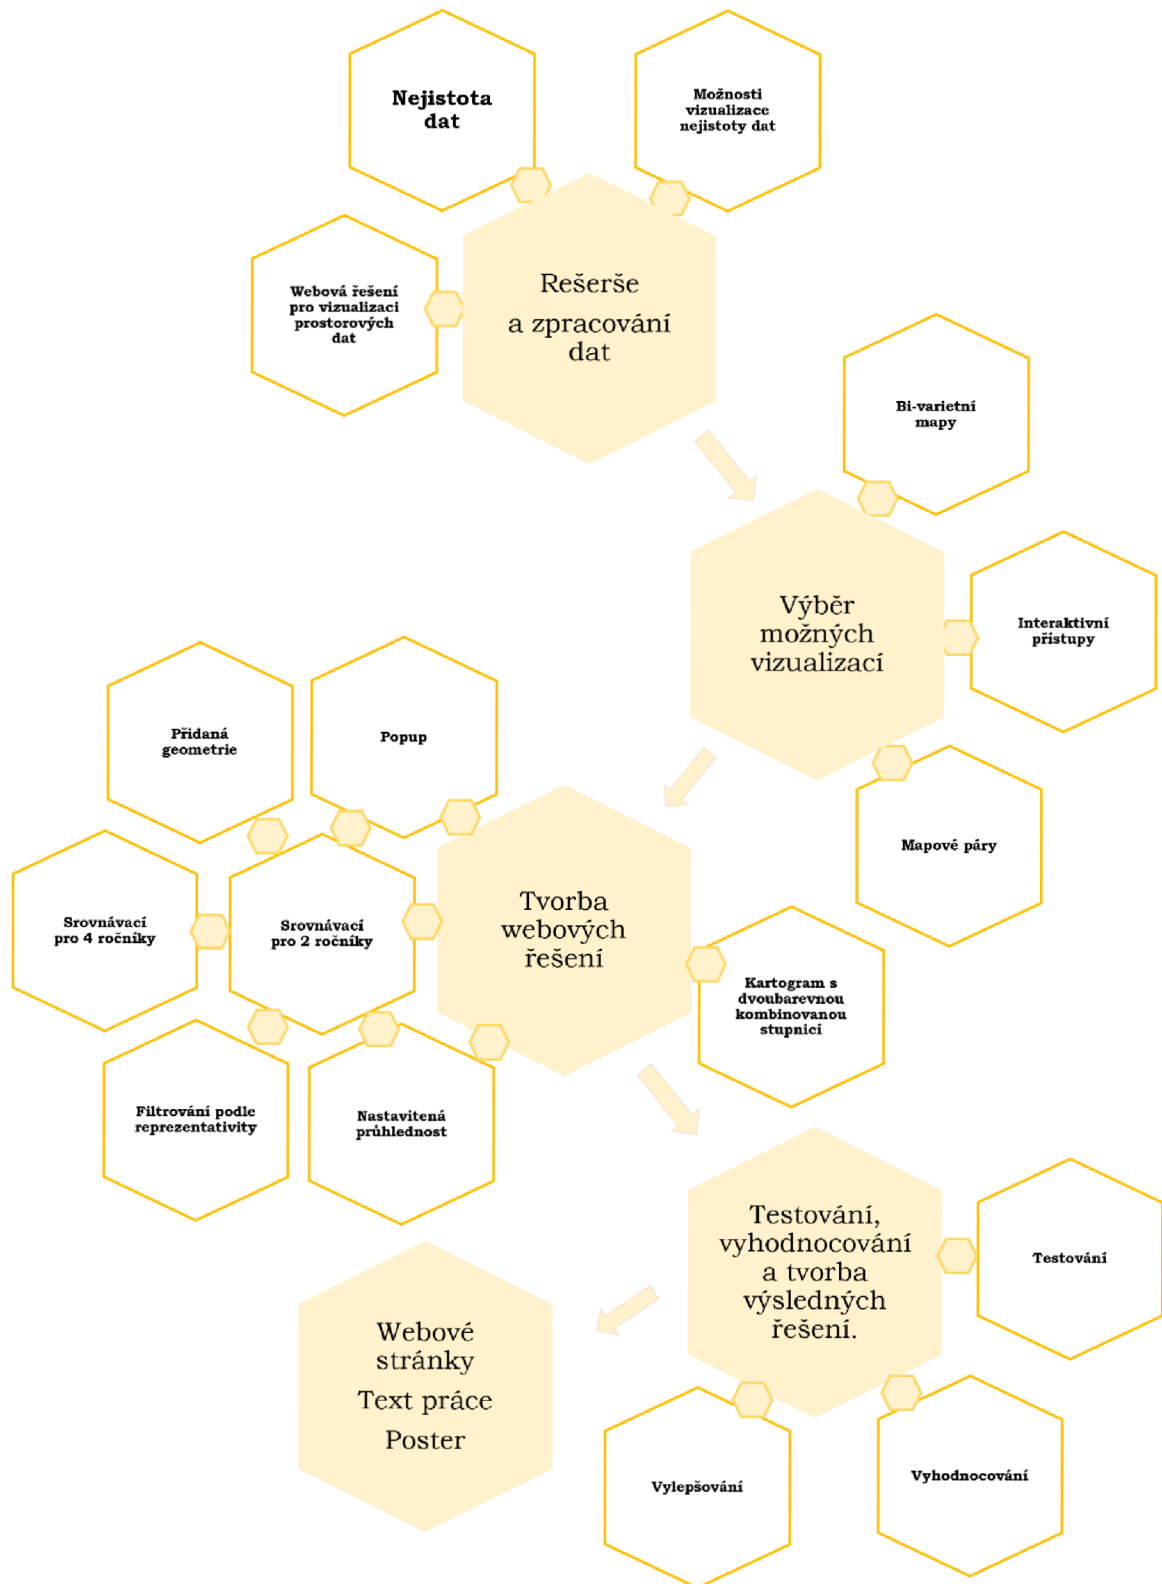 Nejistota
dat
Možnosti
vizualizace
nejistoty dat
Webová řešení
pro vizualizaci
prostorových
dat
Rešerše
a zpracování
dat
Bi-varietní
mapy
Výběr
možných
vizualizací
Interaktivní
přístupy
Mapové páry
Přidaná
geometrie
Popup
Srovnávací
pro 4 ročníky
Srovnávací
pro 2 ročníky
Tvorba
webových
řešení
Kartogram s
dvoubarevnou
kombinovanou
stupnicí
Filtrování podle
reprezentativity
Nastavitená
průhlednost
Testování,
vyhodnocování
a tvorba
výsledných
řešení.
Testování
Webové
stránky
Text práce
Poster
Vylepšování
Vyhodnocování